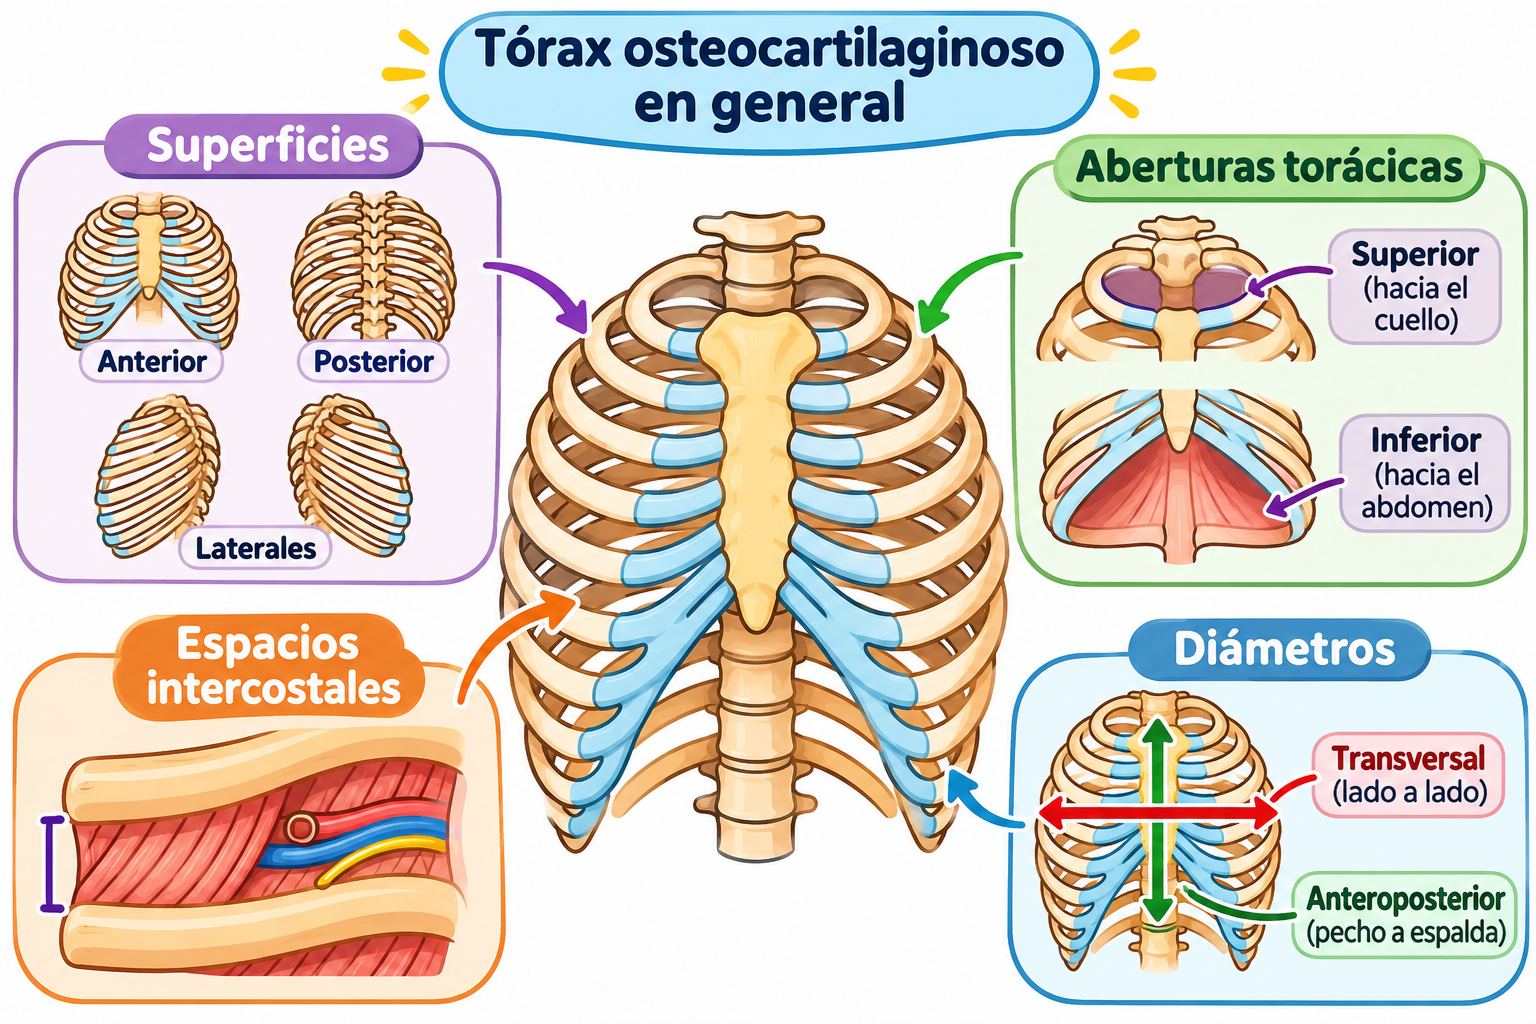 Tórax osteocartilaginoso
en general
Superficies
Anterior
Posterior
Laterales
Aberturas torácicas
Superior
(hacia el
cuello)
Inferior
(hacia el
abdomen)
Espacios
intercostales
Diámetros
Transversal
(lado a lado)
Anteroposterior
(pecho a espalda)